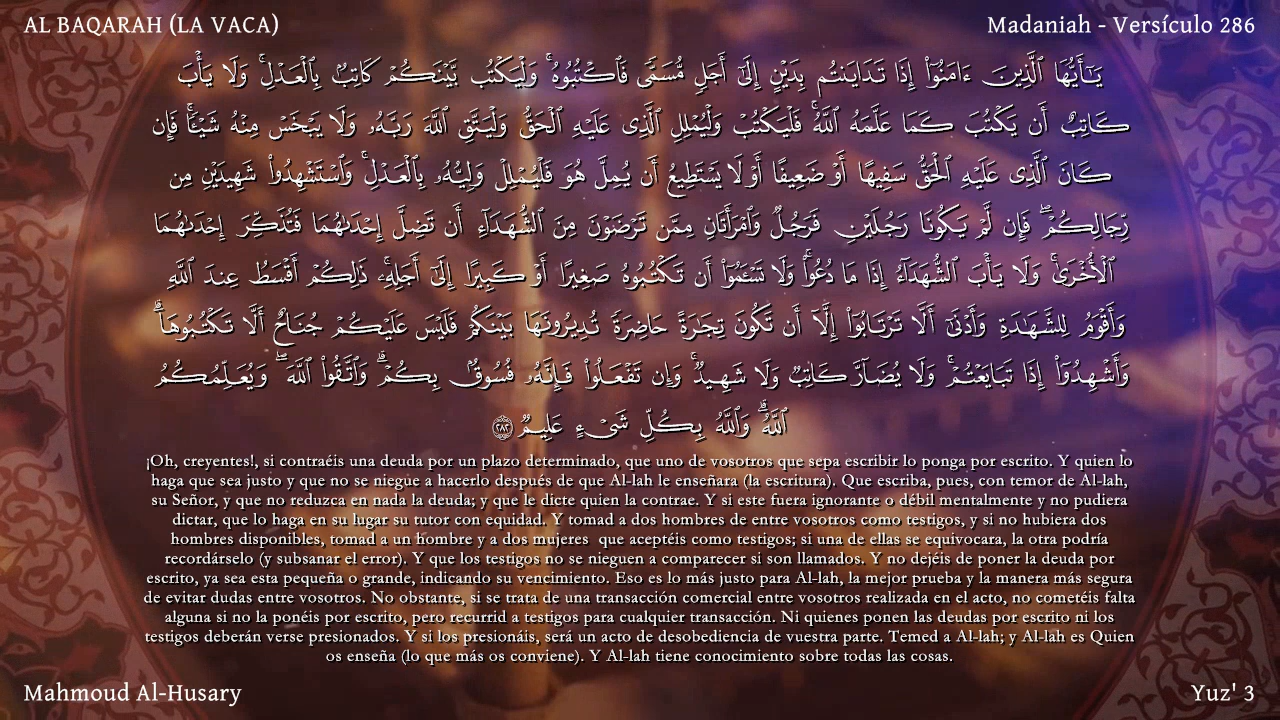 AL BAQARAH (LA VACA)
Madaniah - Versículo 286
يَـٰٓأَيُّهَا ٱلَّذِينَ ءَامَنُوٓا۟ إِذَا تَدَايَنتُم بِدَيْنٍ إِلَىٰٓ أَجَلٍ مُّسَمًّى فَٱكْتُبُوهُ ۚ وَلْيَكْتُب بَّيْنَكُمْ كَاتِبٌۢ بِٱلْعَدْلِ ۚ وَلَا يَأْبَ
كَاتِبٌ أَن يَكْتُبَ كَمَا عَلَّمَهُ ٱللَّهُ ۚ فَلْيَكْتُبْ وَلْيُمْلِلِ ٱلَّذِى عَلَيْهِ ٱلْحَقُّ وَلْيَتَّقِ ٱللَّهَ رَبَّهُۥ وَلَا يَبْخَسْ مِنْهُ شَيْـًٔا ۚ فَإِن
كَانَ ٱلَّذِى عَلَيْهِ ٱلْحَقُّ سَفِيهًا أَوْ ضَعِيفًا أَوْ لَا يَسْتَطِيعُ أَن يُمِلَّ هُوَ فَلْيُمْلِلْ وَلِيُّهُۥ بِٱلْعَدْلِ ۚ وَٱسْتَشْهِدُوا۟ شَهِيدَيْنِ مِن
رِّجَالِكُمْ ۖ فَإِن لَّمْ يَكُونَا رَجُلَيْنِ فَرَجُلٌ وَٱمْرَأَتَانِ مِمَّن تَرْضَوْنَ مِنَ ٱلشُّهَدَآءِ أَن تَضِلَّ إِحْدَىٰهُمَا فَتُذَكِّرَ إِحْدَىٰهُمَا
ٱلْأُخْرَىٰ ۚ وَلَا يَأْبَ ٱلشُّهَدَآءُ إِذَا مَا دُعُوا۟ ۚ وَلَا تَسْـَٔمُوٓا۟ أَن تَكْتُبُوهُ صَغِيرًا أَوْ كَبِيرًا إِلَىٰٓ أَجَلِهِۦ ۚ ذَٰلِكُمْ أَقْسَطُ عِندَ ٱللَّهِ
وَأَقْوَمُ لِلشَّهَـٰدَةِ وَأَدْنَىٰٓ أَلَّا تَرْتَابُوٓا۟ ۖ إِلَّآ أَن تَكُونَ تِجَـٰرَةً حَاضِرَةً تُدِيرُونَهَا بَيْنَكُمْ فَلَيْسَ عَلَيْكُمْ جُنَاحٌ أَلَّا تَكْتُبُوهَا ۗ
وَأَشْهِدُوٓا۟ إِذَا تَبَايَعْتُمْ ۚ وَلَا يُضَآرَّ كَاتِبٌ وَلَا شَهِيدٌ ۚ وَإِن تَفْعَلُوا۟ فَإِنَّهُۥ فُسُوقٌۢ بِكُمْ ۗ وَٱتَّقُوا۟ ٱللَّهَ ۖ وَيُعَلِّمُكُمُ
ٱللَّهُ ۗ وَٱللَّهُ بِكُلِّ شَىْءٍ عَلِيمٌ ﴿٢٨٢﴾
¡Oh, creyentes!, si contraéis una deuda por un plazo determinado, que uno de vosotros que sepa escribir lo ponga por escrito. Y quien lo
haga que sea justo y que no se niegue a hacerlo después de que Al-lah le enseñara (la escritura). Que escriba, pues, con temor de Al-lah,
su Señor, y que no reduzca en nada la deuda; y que le dicte quien la contrae. Y si este fuera ignorante o débil mentalmente y no pudiera
dictar, que lo haga en su lugar su tutor con equidad. Y tomad a dos hombres de entre vosotros como testigos, y si no hubiera dos
hombres disponibles, tomad a un hombre y a dos mujeres que aceptéis como testigos; si una de ellas se equivocara, la otra podría
recordárselo (y subsanar el error). Y que los testigos no se nieguen a comparecer si son llamados. Y no dejéis de poner la deuda por
escrito, ya sea esta pequeña o grande, indicando su vencimiento. Eso es lo más justo para Al-lah, la mejor prueba y la manera más segura
de evitar dudas entre vosotros. No obstante, si se trata de una transacción comercial entre vosotros realizada en el acto, no cometéis falta
alguna si no la ponéis por escrito, pero recurrid a testigos para cualquier transacción. Ni quienes ponen las deudas por escrito ni los
testigos deberán verse presionados. Y si los presionáis, será un acto de desobediencia de vuestra parte. Temed a Al-lah; y Al-lah es Quien
os enseña (lo que más os conviene). Y Al-lah tiene conocimiento sobre todas las cosas.
Mahmoud Al-Husary
Yuz' 3